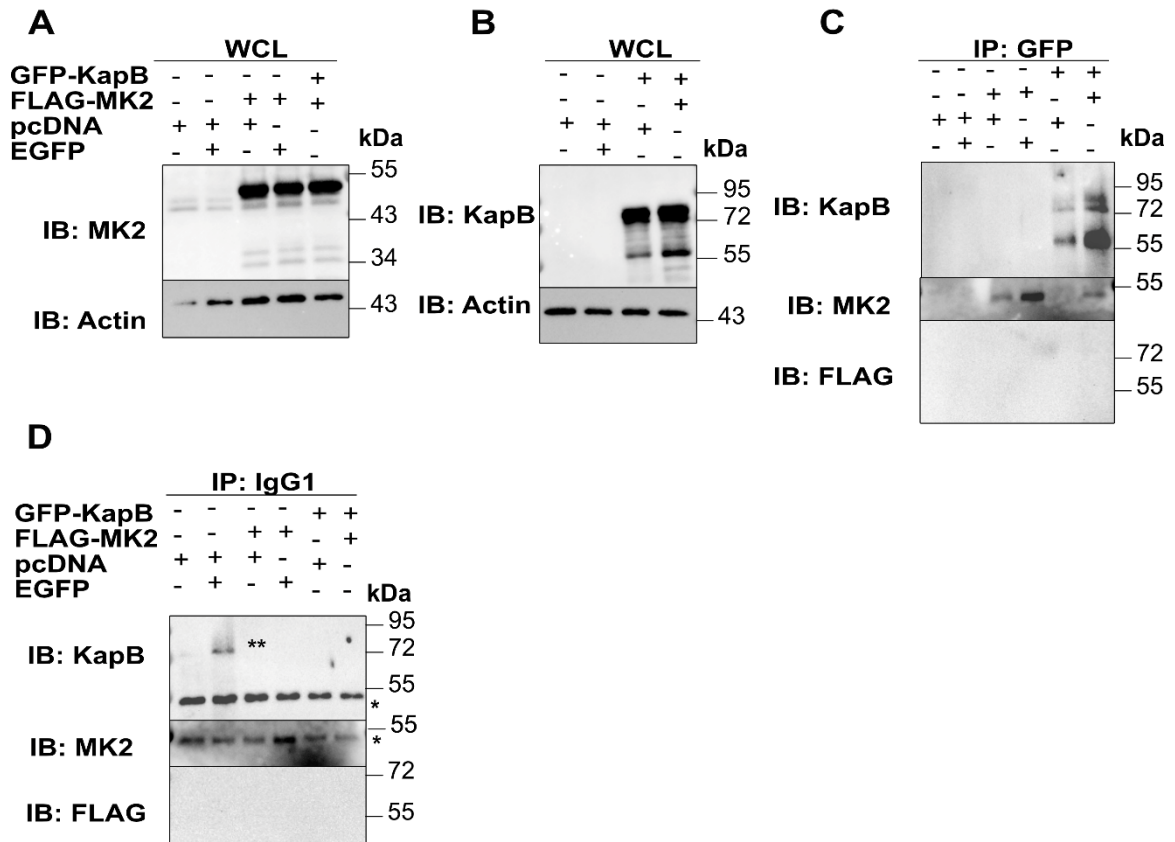 A
WCL
GFP-KapB - - - - +
FLAG-MK2 - - + + +
pcDNA + + + - -
EGFP - + - + -
kDa
55
IB: MK2
43
34
IB: Actin
43
B
WCL
- - + +
- - - +
+ + + -
- + - -
kDa
95
IB: KapB
72
55
IB: Actin
43
C
IP: GFP
- - - - + +
- - + + - +
+ + + - + -
- + - + - -
kDa
95
IB: KapB
72
55
55
IB: MK2
72
IB: FLAG
55
D
IP: IgG1
GFP-KapB - - - - + +
FLAG-MK2 - - + + - +
pcDNA + + + - + -
EGFP - + - + - -
kDa
95
IB: KapB ** 72
55
*
55
IB: MK2 *
72
IB: FLAG
55